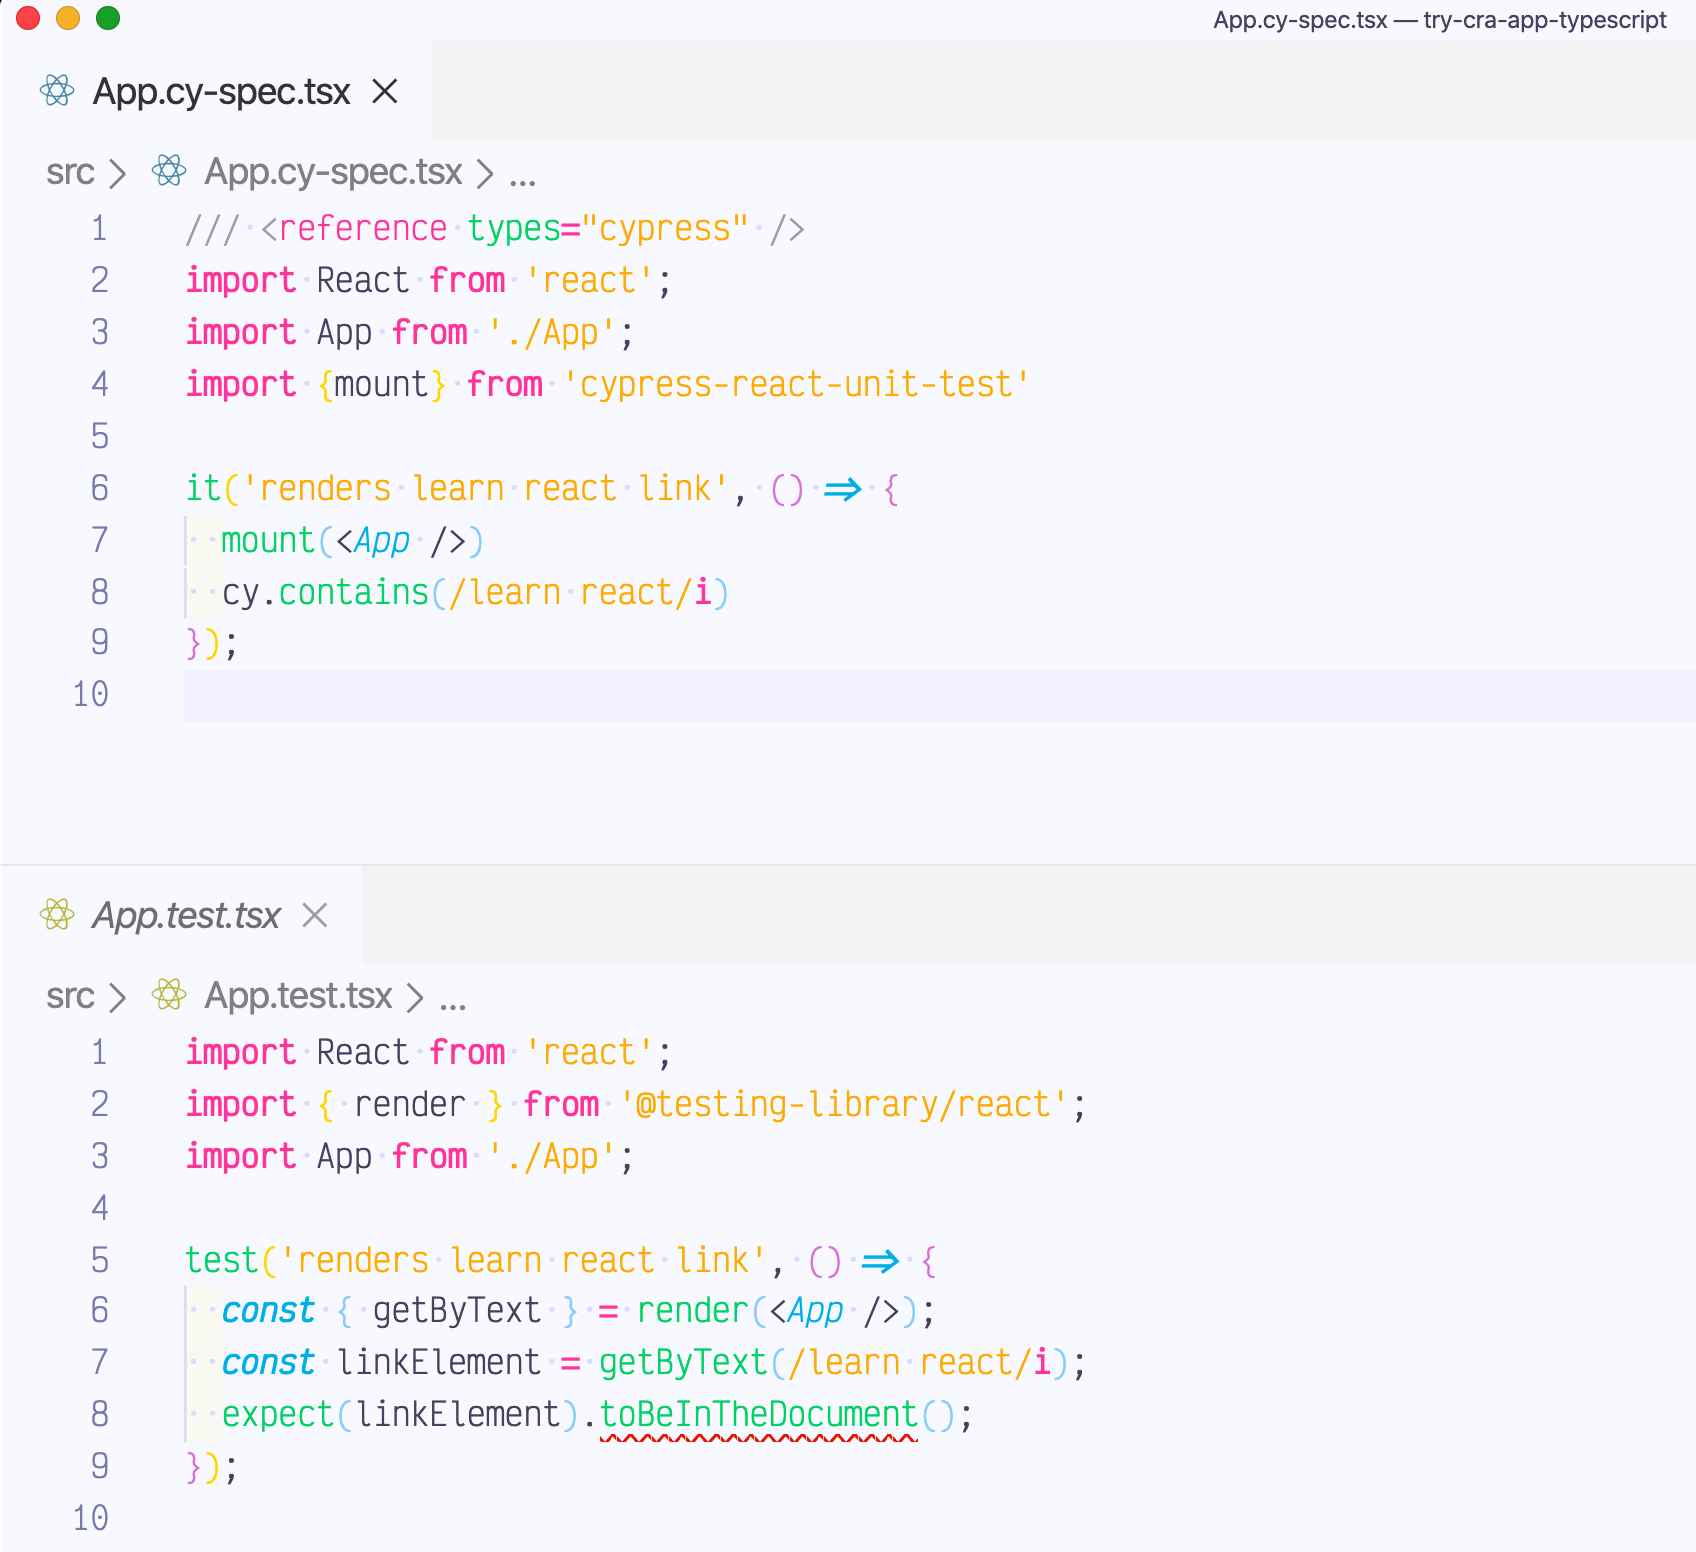 App.cy-spec.tsx — try-cra-app-typescript
App.cy-spec.tsx
src > App.cy-spec.tsx > ...
1 /// <reference types="cypress" />
2 import React from 'react';
3 import App from './App';
4 import {mount} from 'cypress-react-unit-test'
5
6 it('renders learn react link', () => {
7   mount(<App />)
8   cy.contains(/learn react/i)
9 });
10
App.test.tsx
src > App.test.tsx > ...
1 import React from 'react';
2 import { render } from '@testing-library/react';
3 import App from './App';
4
5 test('renders learn react link', () => {
6   const { getByText } = render(<App />);
7   const linkElement = getByText(/learn react/i);
8   expect(linkElement).toBeInTheDocument();
9 });
10